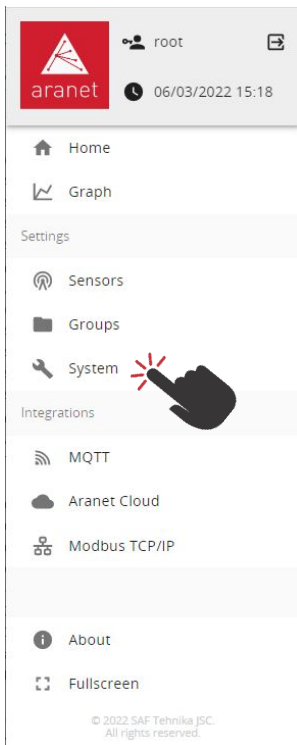 root
aranet
06/03/2022 15:18
Home
Graph
Settings
Sensors
Groups
System
Integrations
MQTT
Aranet Cloud
Modbus TCP/IP
About
Fullscreen
© 2022 SAF Tehnika JSC.
All rights reserved.